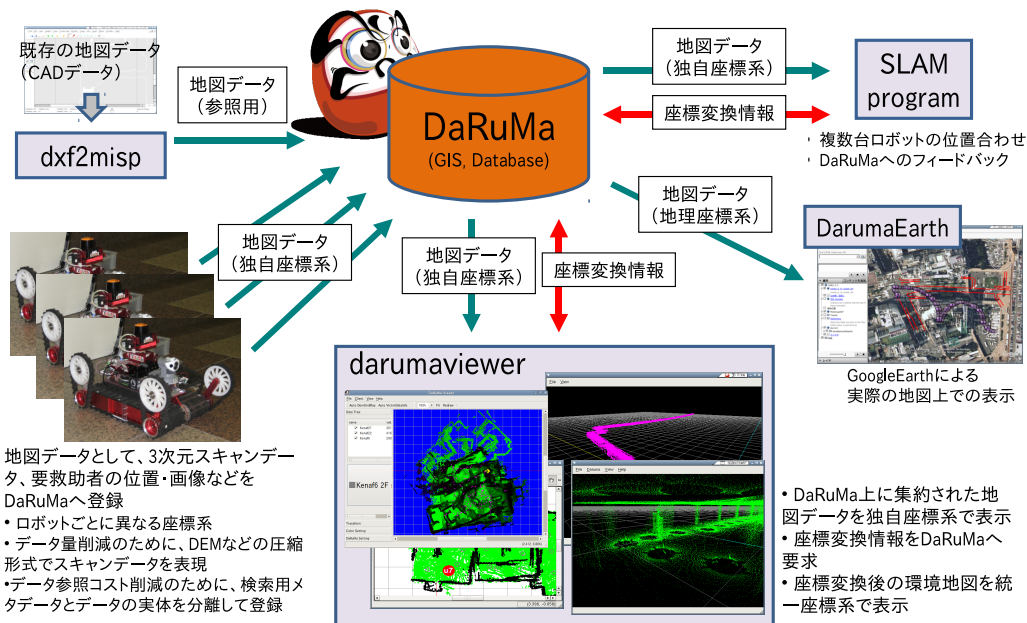 既存の地図データ
（CADデータ）
dxf2misp
地図データ
（参照用）
DaRuMa
(GIS, Database)
地図データ
（独自座標系）
座標変換情報
SLAM
program
・ 複数台ロボットの位置合わせ
・ DaRuMaへのフィードバック
地図データ
（地理座標系）
DarumaEarth
GoogleEarthによる
実際の地図上での表示
地図データ
（独自座標系）
地図データ
（独自座標系）
座標変換情報
darumaviewer
File View
Kenaf6 2F
File Datums Color Help
u7
地図データとして、3次元スキャンデー
タ、要救助者の位置・画像などを
DaRuMaへ登録
• ロボットごとに異なる座標系
• データ量削減のために、DEMなどの圧縮
形式でスキャンデータを表現
•データ参照コスト削減のために、検索用メ
タデータとデータの実体を分離して登録
• DaRuMa上に集約された地
図データを独自座標系で表示
• 座標変換情報をDaRuMaへ
要求
• 座標変換後の環境地図を統
一座標系で表示